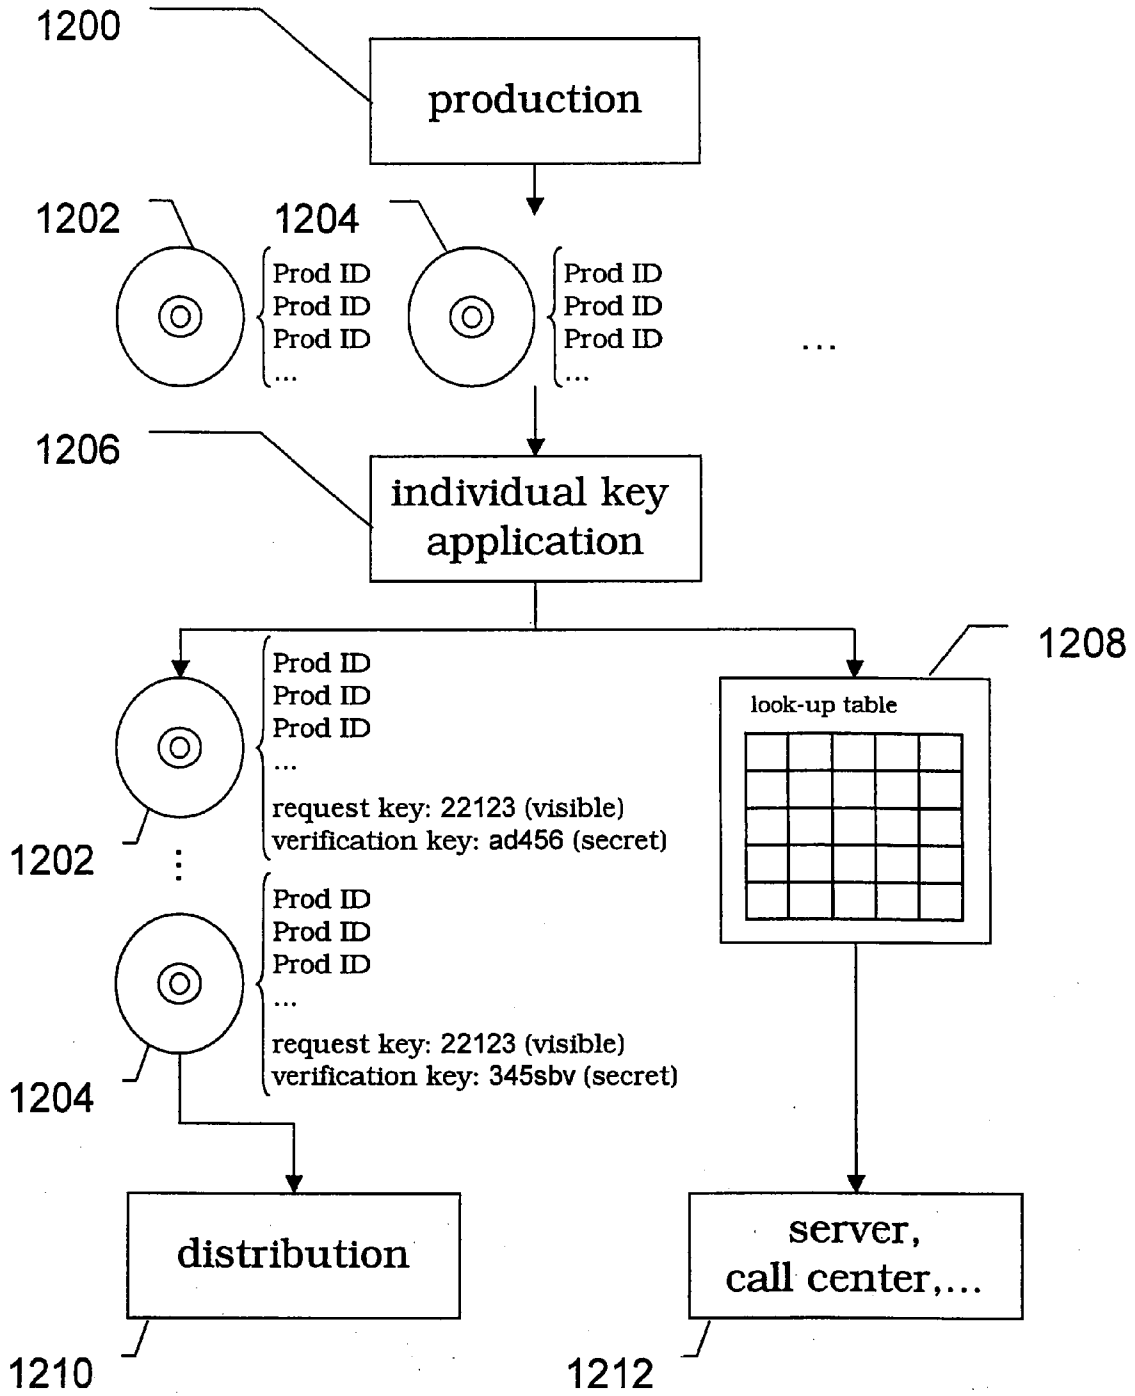 1200
production
1202
1204
Prod ID
Prod ID
Prod ID
...
Prod ID
Prod ID
Prod ID
...
...
1206
individual key
application
1208
Prod ID
Prod ID
Prod ID
...
request key: 22123 (visible)
verification key: ad456 (secret)
1202
look-up table
Prod ID
Prod ID
Prod ID
...
request key: 22123 (visible)
verification key: 345sbv (secret)
1204
distribution
server,
call center,...
1210
1212